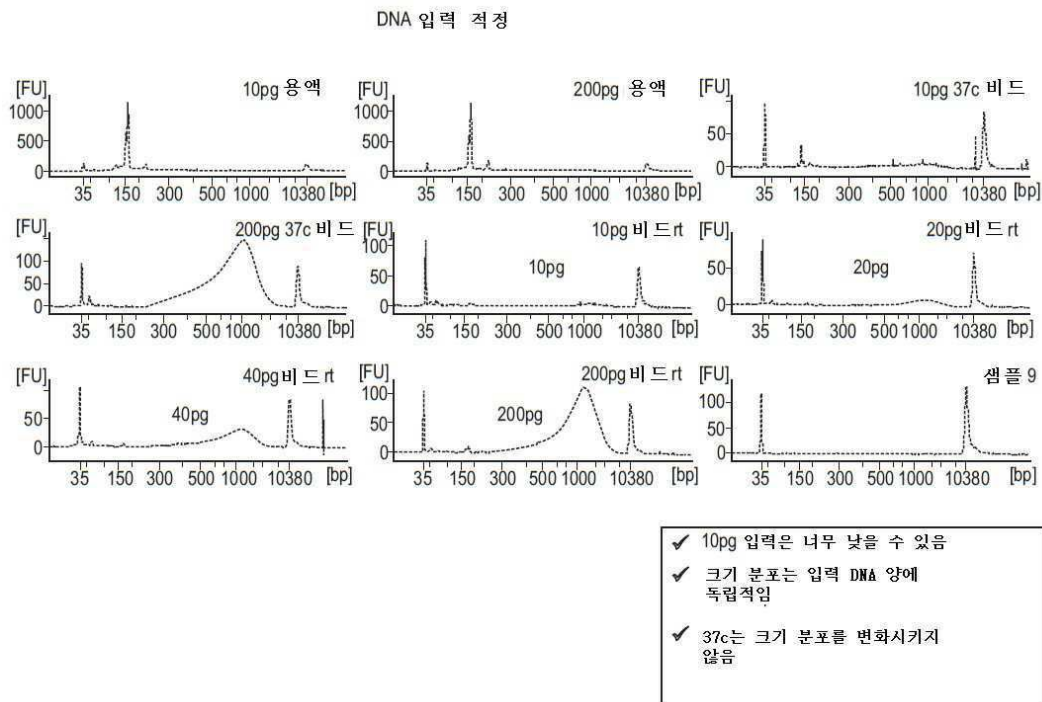 DNA 입력 적정
[FU] 10pg 용액
1000
500
0
35 150 300 500 1000 10380 [bp]
[FU] 200pg 용액
1000
500
0
35 150 300 500 1000 10380 [bp]
[FU] 10pg 37c 비드
50
0
35 150 300 500 1000 10380 [bp]
[FU] 200pg 37c 비드
100
50
0
35 150 500 1000 10380 [bp]
[FU] 10pg 비드 rt
100
50
0
10pg
35 150 300 500 1000 10380 [bp]
[FU] 20pg 비드 rt
50
0
20pg
35 150 300 500 1000 10380 [bp]
[FU] 40pg 비드 rt
50
0
40pg
35 150 300 500 1000 10380 [bp]
[FU] 200pg 비드 rt
100
50
0
200pg
35 150 300 500 1000 10380 [bp]
[FU] 샘플 9
100
50
0
35 150 300 500 1000 10380 [bp]
✓ 10pg 입력은 너무 낮을 수 있음
✓ 크기 분포는 입력 DNA 양에
독립적임
✓ 37c는 크기 분포를 변화시키지
않음